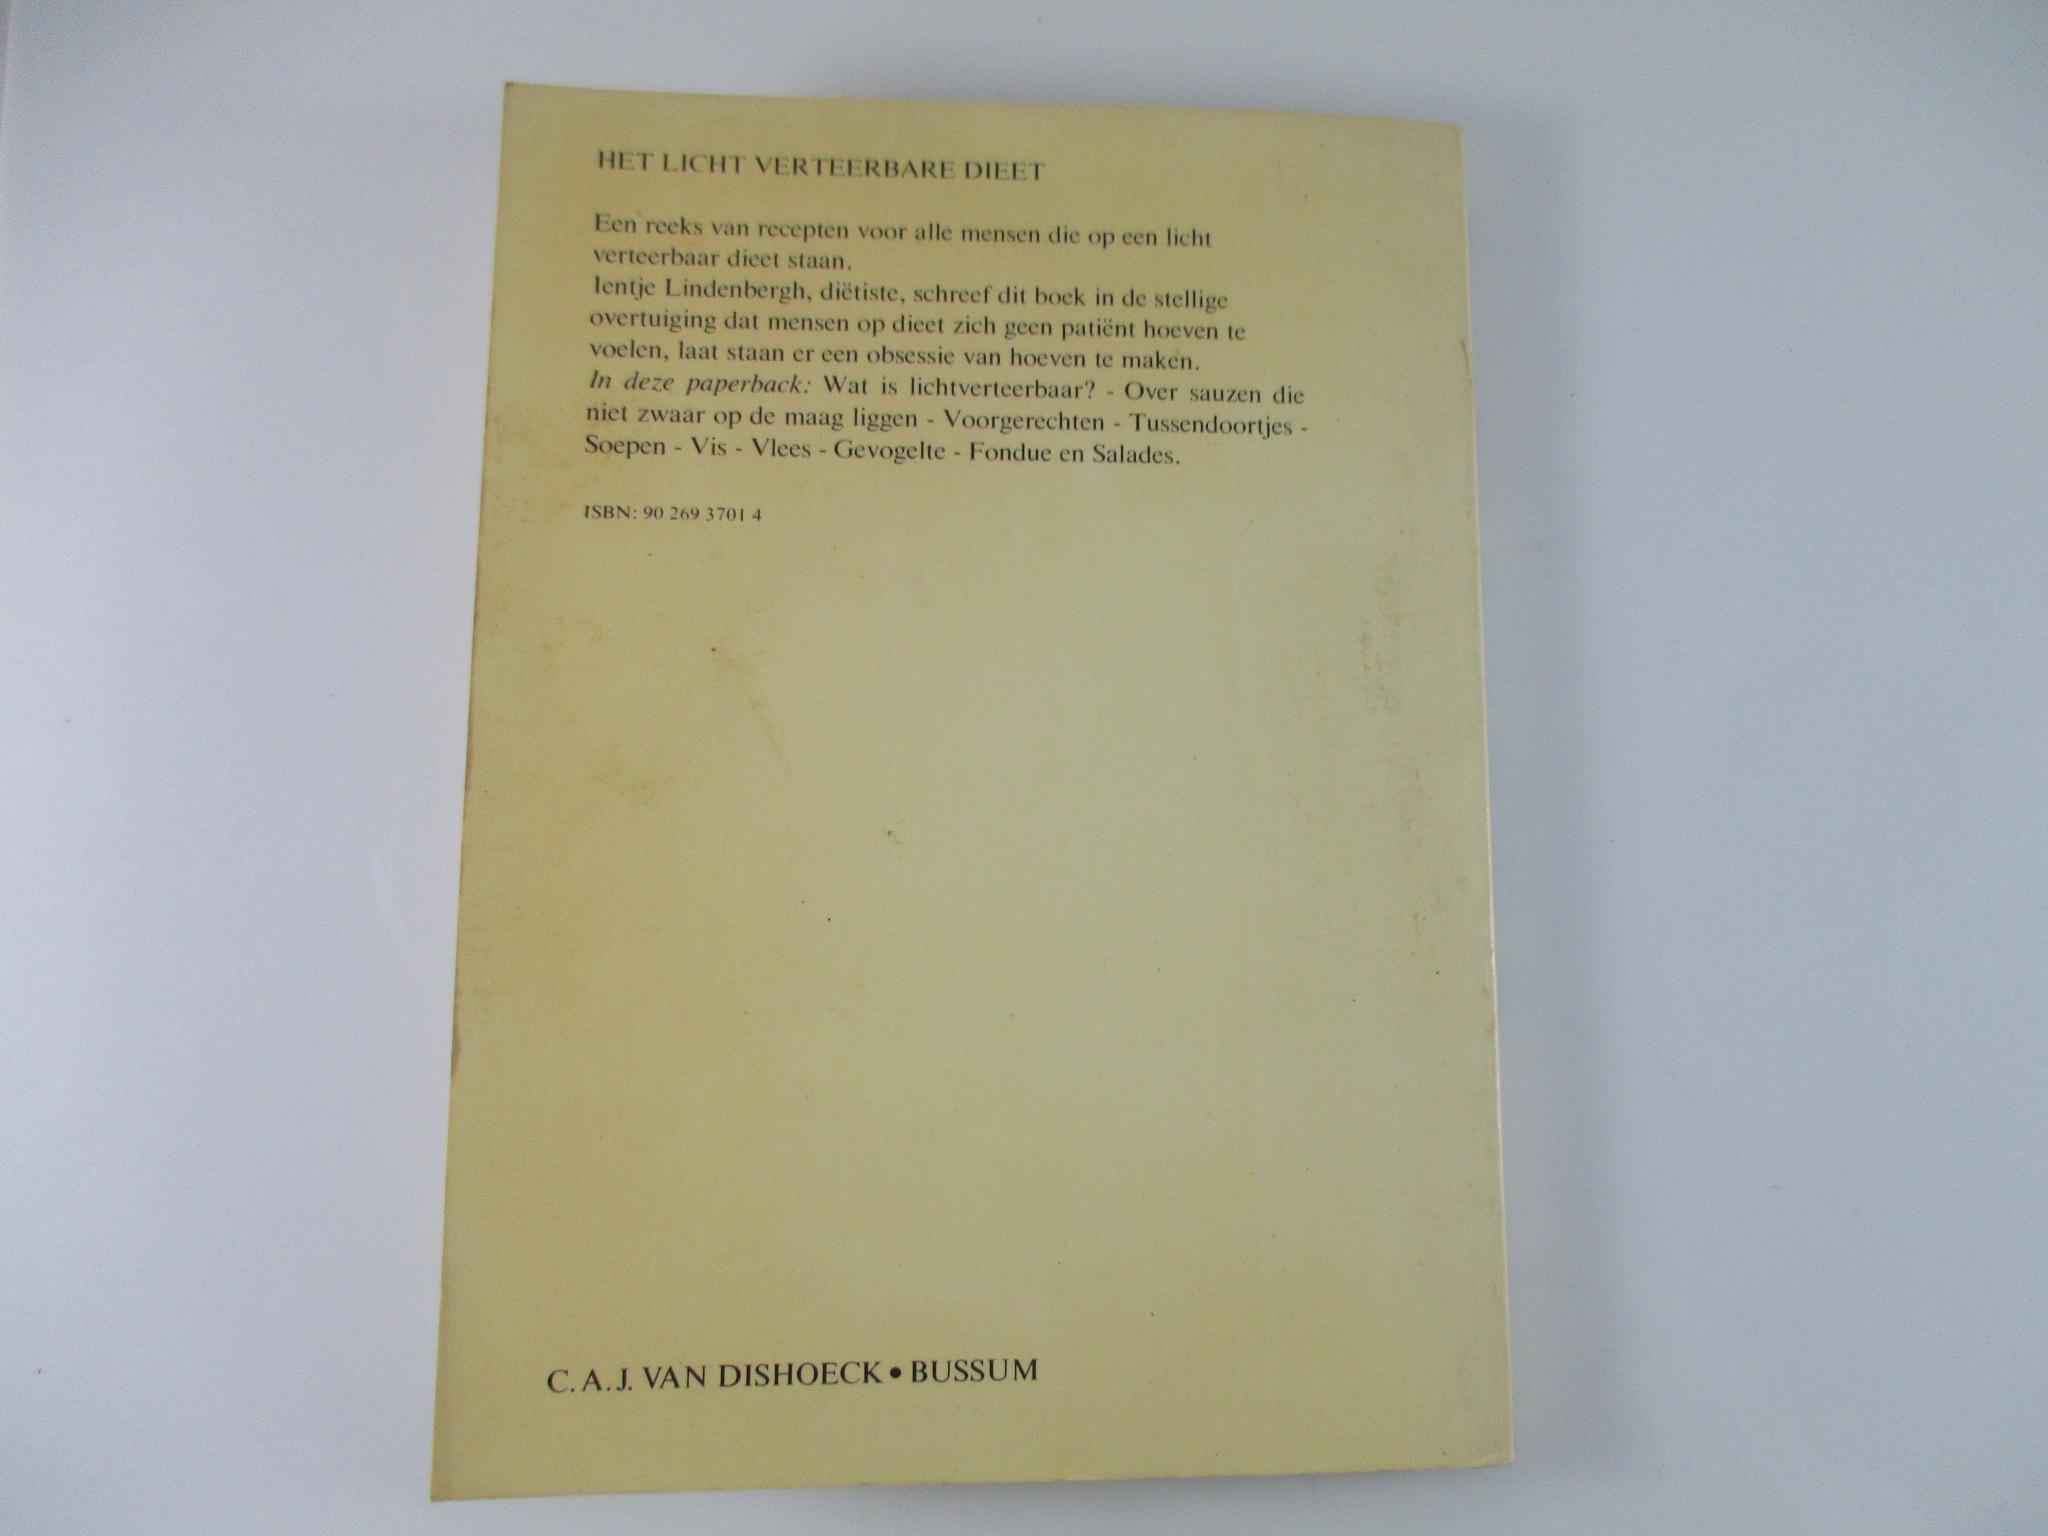 HET LICHT VERTEERBARE DIEET
Een reeks van recepten voor alle mensen die op een licht
verteerbaar dieet staan.
Ientje Lindenbergh, diëtiste, schreef dit boek in de stellige
overtuiging dat mensen op dieet zich geen patiënt hoeven te
voelen, laat staan er een obsessie van hoeven te maken.
In deze paperback: Wat is lichtverteerbaar? - Over sauzen die
niet zwaar op de maag liggen - Voorgerechten - Tussendoortjes -
Soepen - Vis - Vlees - Gevogelte - Fondue en Salades.
ISBN: 90 269 3701 4
C.A.J. VAN DISHOECK • BUSSUM